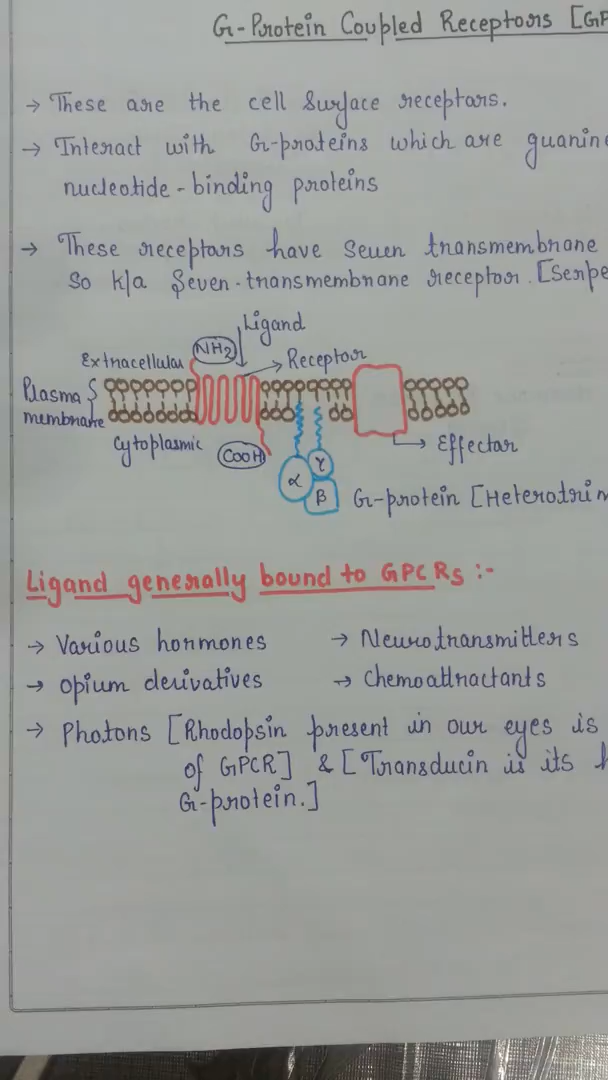 G-Protein Coupled Receptors [GP
→ These are the cell surface receptors.
→ Interact with G-proteins which are guanine
nucleotide-binding proteins
→ These receptors have seven transmembrane
So k/a Seven-transmembrane receptor. [Serpe
Ligand
NH2
Extracellular
Receptor
Plasma
membrane
Cytoplasmic
COOH
Effector
α
γ
β
G-protein [Heterotrim
Ligand generally bound to GPCRs :-
→ Various hormones
→ Neurotransmitters
→ Opium derivatives
→ Chemoattractants
→ Photons [Rhodopsin present in our eyes is
of GPCR] & [Transducin is its
G-protein.]